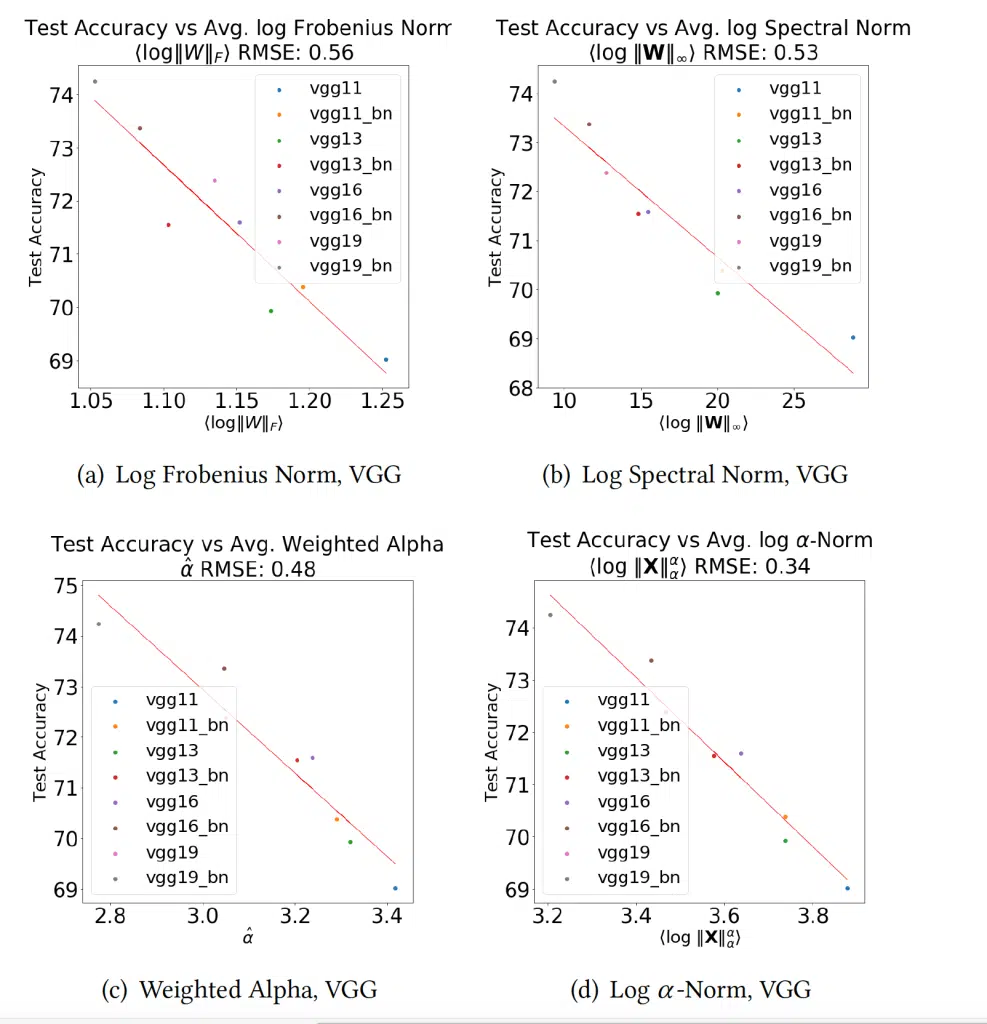 Test Accuracy vs Avg. log Frobenius Norm
⟨log‖W‖F⟩ RMSE: 0.56
74
73
72
71
70
69
Test Accuracy
vgg11
vgg11_bn
vgg13
vgg13_bn
vgg16
vgg16_bn
vgg19
vgg19_bn
1.05 1.10 1.15 1.20 1.25
⟨log‖W‖F⟩
(a) Log Frobenius Norm, VGG
Test Accuracy vs Avg. log Spectral Norm
⟨log ‖W‖∞⟩ RMSE: 0.53
74
73
72
71
70
69
68
Test Accuracy
vgg11
vgg11_bn
vgg13
vgg13_bn
vgg16
vgg16_bn
vgg19
vgg19_bn
10 15 20 25
⟨log ‖W‖∞⟩
(b) Log Spectral Norm, VGG
Test Accuracy vs Avg. Weighted Alpha
α̂ RMSE: 0.48
75
74
73
72
71
70
69
Test Accuracy
vgg11
vgg11_bn
vgg13
vgg13_bn
vgg16
vgg16_bn
vgg19
vgg19_bn
2.8 3.0 3.2 3.4
α̂
(c) Weighted Alpha, VGG
Test Accuracy vs Avg. log α-Norm
⟨log ‖X‖αα⟩ RMSE: 0.34
74
73
72
71
70
69
Test Accuracy
vgg11
vgg11_bn
vgg13
vgg13_bn
vgg16
vgg16_bn
vgg19
vgg19_bn
3.2 3.4 3.6 3.8
⟨log ‖X‖αα⟩
(d) Log α-Norm, VGG